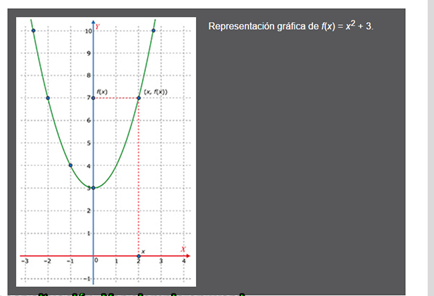 Representación gráfica de f(x) = x² + 3.
Y
10
9
8
f(x)
(x, f(x))
7
6
5
4
3
2
1
x
X
-3 -2 -1 0 1 2 3 4
-1